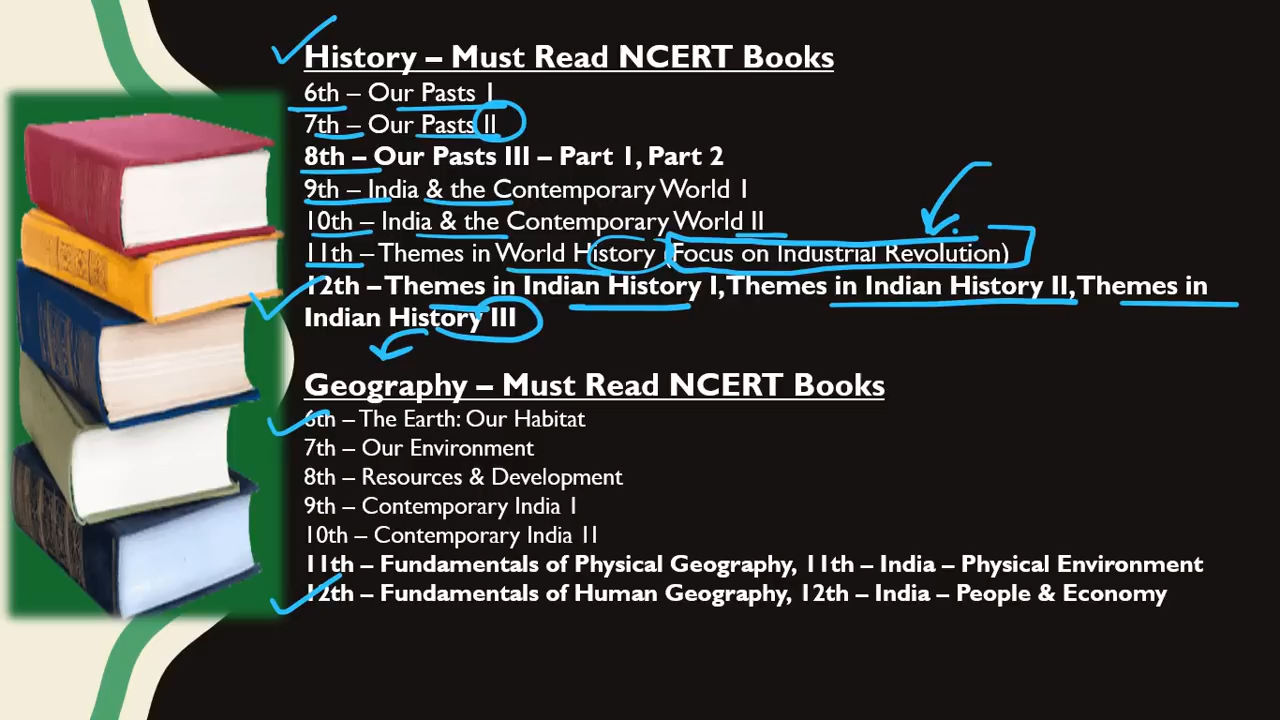 History – Must Read NCERT Books
6th – Our Pasts I
7th – Our Pasts II
8th – Our Pasts III – Part 1, Part 2
9th – India & the Contemporary World I
10th – India & the Contemporary World II
11th – Themes in World History (Focus on Industrial Revolution)
12th – Themes in Indian History I, Themes in Indian History II, Themes in
Indian History III
Geography – Must Read NCERT Books
6th – The Earth: Our Habitat
7th – Our Environment
8th – Resources & Development
9th – Contemporary India I
10th – Contemporary India II
11th – Fundamentals of Physical Geography, 11th – India – Physical Environment
12th – Fundamentals of Human Geography, 12th – India – People & Economy